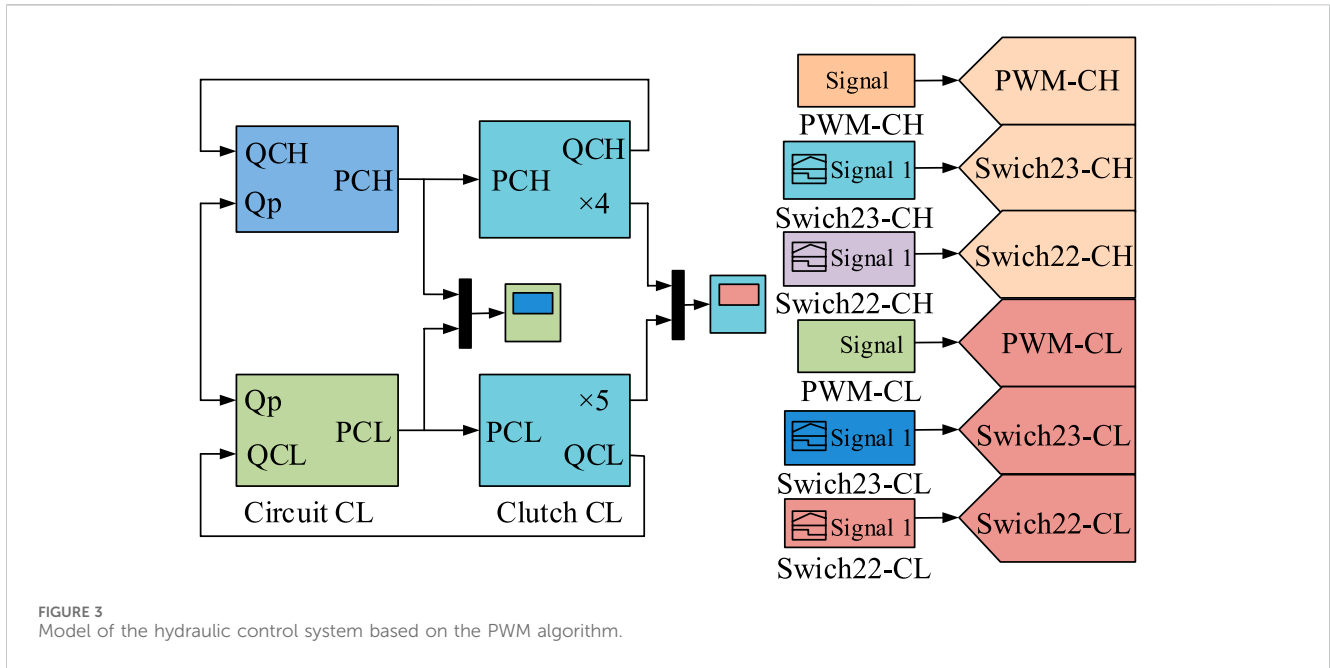 QCH
Qp
PCH
PCH
QCH
×4
Qp
QCL
PCL
Circuit CL
×5
PCL
QCL
Clutch CL
Signal
PWM-CH
PWM-CH
Signal 1
Swich23-CH
Swich23-CH
Signal 1
Swich22-CH
Swich22-CH
Signal
PWM-CL
PWM-CL
Signal 1
Swich23-CL
Swich23-CL
Signal 1
Swich22-CL
Swich22-CL
FIGURE 3
Model of the hydraulic control system based on the PWM algorithm.